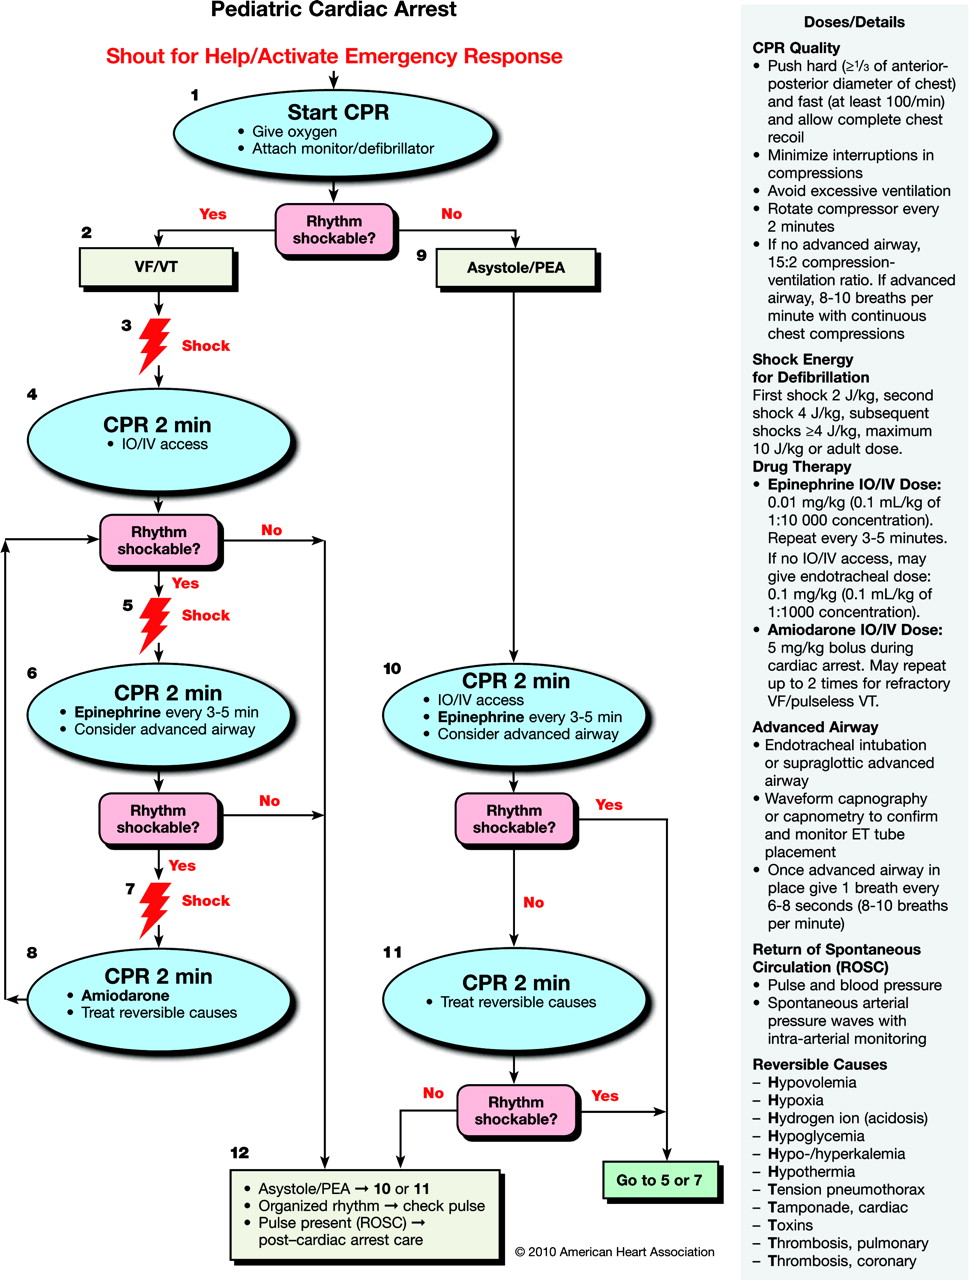 Pediatric Cardiac Arrest
Shout for Help/Activate Emergency Response
1
Start CPR
• Give oxygen
• Attach monitor/defibrillator
Rhythm
shockable?
Yes
No
2
VF/VT
9
Asystole/PEA
3
Shock
4
CPR 2 min
• IO/IV access
Rhythm
shockable?
No
Yes
5
Shock
6
CPR 2 min
• Epinephrine every 3-5 min
• Consider advanced airway
10
CPR 2 min
• IO/IV access
• Epinephrine every 3-5 min
• Consider advanced airway
Rhythm
shockable?
No
Yes
Rhythm
shockable?
Yes
No
7
Shock
8
CPR 2 min
• Amiodarone
• Treat reversible causes
11
CPR 2 min
• Treat reversible causes
Rhythm
shockable?
No
Yes
12
• Asystole/PEA → 10 or 11
• Organized rhythm → check pulse
• Pulse present (ROSC) →
post–cardiac arrest care
Go to 5 or 7
© 2010 American Heart Association
Doses/Details
CPR Quality
• Push hard (≥1/3 of anterior-
posterior diameter of chest)
and fast (at least 100/min)
and allow complete chest
recoil
• Minimize interruptions in
compressions
• Avoid excessive ventilation
• Rotate compressor every
2 minutes
• If no advanced airway,
15:2 compression-
ventilation ratio. If advanced
airway, 8-10 breaths per
minute with continuous
chest compressions
Shock Energy
for Defibrillation
First shock 2 J/kg, second
shock 4 J/kg, subsequent
shocks ≥4 J/kg, maximum
10 J/kg or adult dose.
Drug Therapy
• Epinephrine IO/IV Dose:
0.01 mg/kg (0.1 mL/kg of
1:10 000 concentration).
Repeat every 3-5 minutes.
If no IO/IV access, may
give endotracheal dose:
0.1 mg/kg (0.1 mL/kg of
1:1000 concentration).
• Amiodarone IO/IV Dose:
5 mg/kg bolus during
cardiac arrest. May repeat
up to 2 times for refractory
VF/pulseless VT.
Advanced Airway
• Endotracheal intubation
or supraglottic advanced
airway
• Waveform capnography
or capnometry to confirm
and monitor ET tube
placement
• Once advanced airway in
place give 1 breath every
6-8 seconds (8-10 breaths
per minute)
Return of Spontaneous
Circulation (ROSC)
• Pulse and blood pressure
• Spontaneous arterial
pressure waves with
intra-arterial monitoring
Reversible Causes
– Hypovolemia
– Hypoxia
– Hydrogen ion (acidosis)
– Hypoglycemia
– Hypo-/hyperkalemia
– Hypothermia
– Tension pneumothorax
– Tamponade, cardiac
– Toxins
– Thrombosis, pulmonary
– Thrombosis, coronary